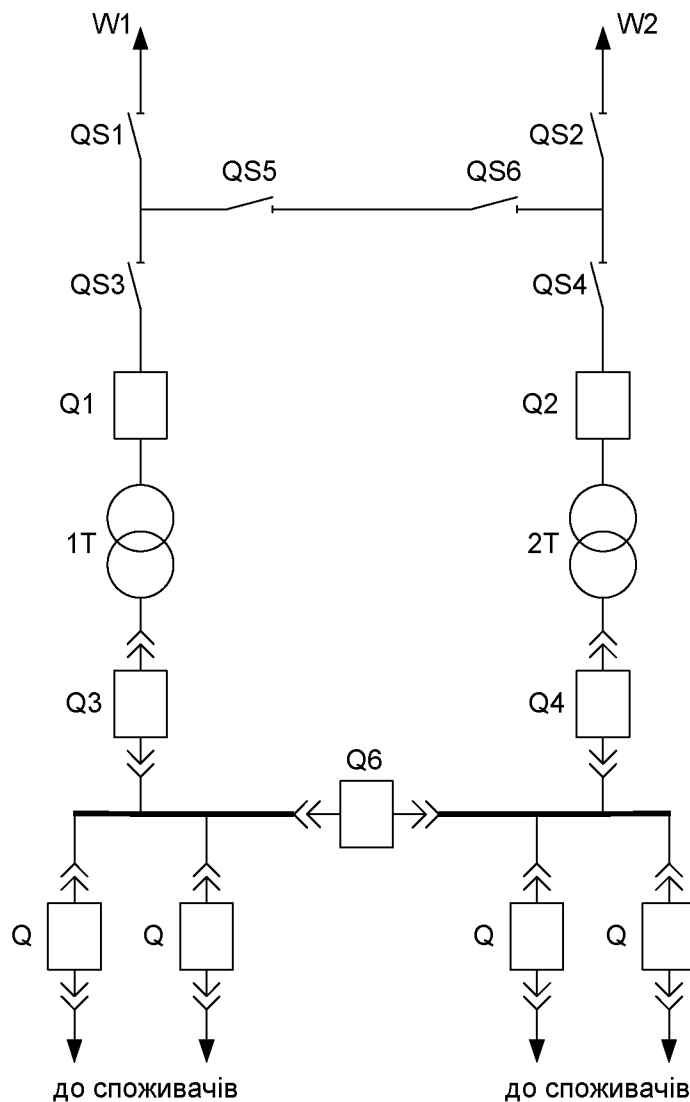 W1
W2
QS1
QS2
QS5
QS6
QS3
QS4
Q1
Q2
1T
2T
Q3
Q4
Q6
Q
Q
Q
Q
до споживачів
до споживачів